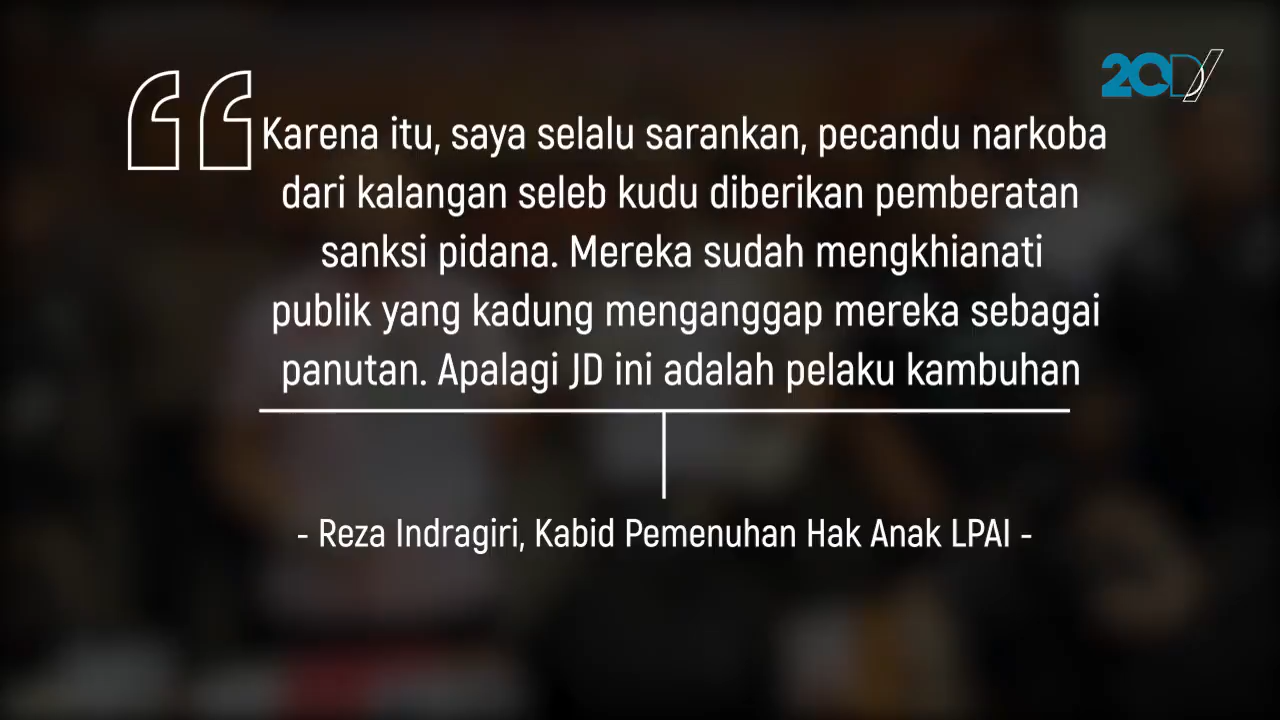 20D
Karena itu, saya selalu sarankan, pecandu narkoba
dari kalangan seleb kudu diberikan pemberatan
sanksi pidana. Mereka sudah mengkhianati
publik yang kadung menganggap mereka sebagai
panutan. Apalagi JD ini adalah pelaku kambuhan
- Reza Indragiri, Kabid Pemenuhan Hak Anak LPAI -